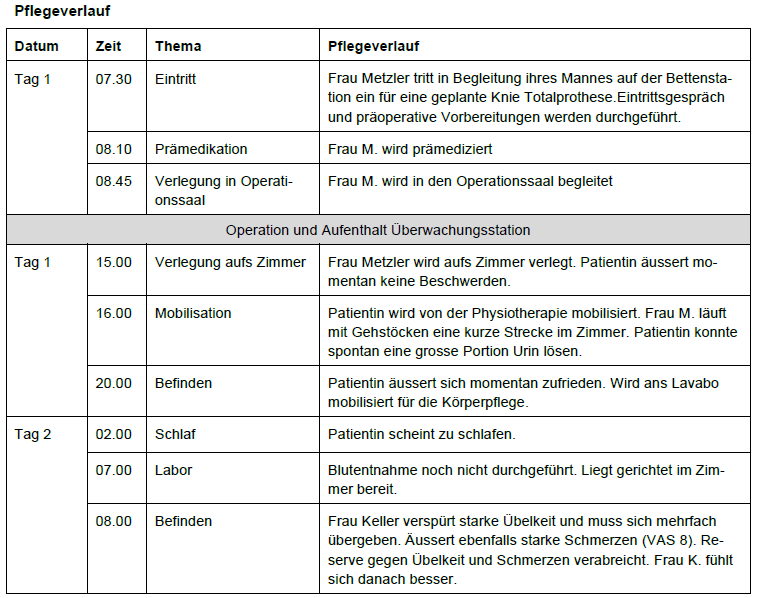 Pflegeverlauf
Datum Zeit Thema Pflegeverlauf
Tag 1 07.30 Eintritt Frau Metzler tritt in Begleitung ihres Mannes auf der Bettensta-
tion ein für eine geplante Knie Totalprothese.Eintrittsgespräch
und präoperative Vorbereitungen werden durchgeführt.
08.10 Prämedikation Frau M. wird prämediziert
08.45 Verlegung in Operati- Frau M. wird in den Operationssaal begleitet
onssaal
Operation und Aufenthalt Überwachungsstation
Tag 1 15.00 Verlegung aufs Zimmer Frau Metzler wird aufs Zimmer verlegt. Patientin äussert mo-
mentan keine Beschwerden.
16.00 Mobilisation Patientin wird von der Physiotherapie mobilisiert. Frau M. läuft
mit Gehstöcken eine kurze Strecke im Zimmer. Patientin konnte
spontan eine grosse Portion Urin lösen.
20.00 Befinden Patientin äussert sich momentan zufrieden. Wird ans Lavabo
mobilisiert für die Körperpflege.
Tag 2 02.00 Schlaf Patientin scheint zu schlafen.
07.00 Labor Blutentnahme noch nicht durchgeführt. Liegt gerichtet im Zim-
mer bereit.
08.00 Befinden Frau Keller verspürt starke Übelkeit und muss sich mehrfach
übergeben. Äussert ebenfalls starke Schmerzen (VAS 8). Re-
serve gegen Übelkeit und Schmerzen verabreicht. Frau K. fühlt
sich danach besser.